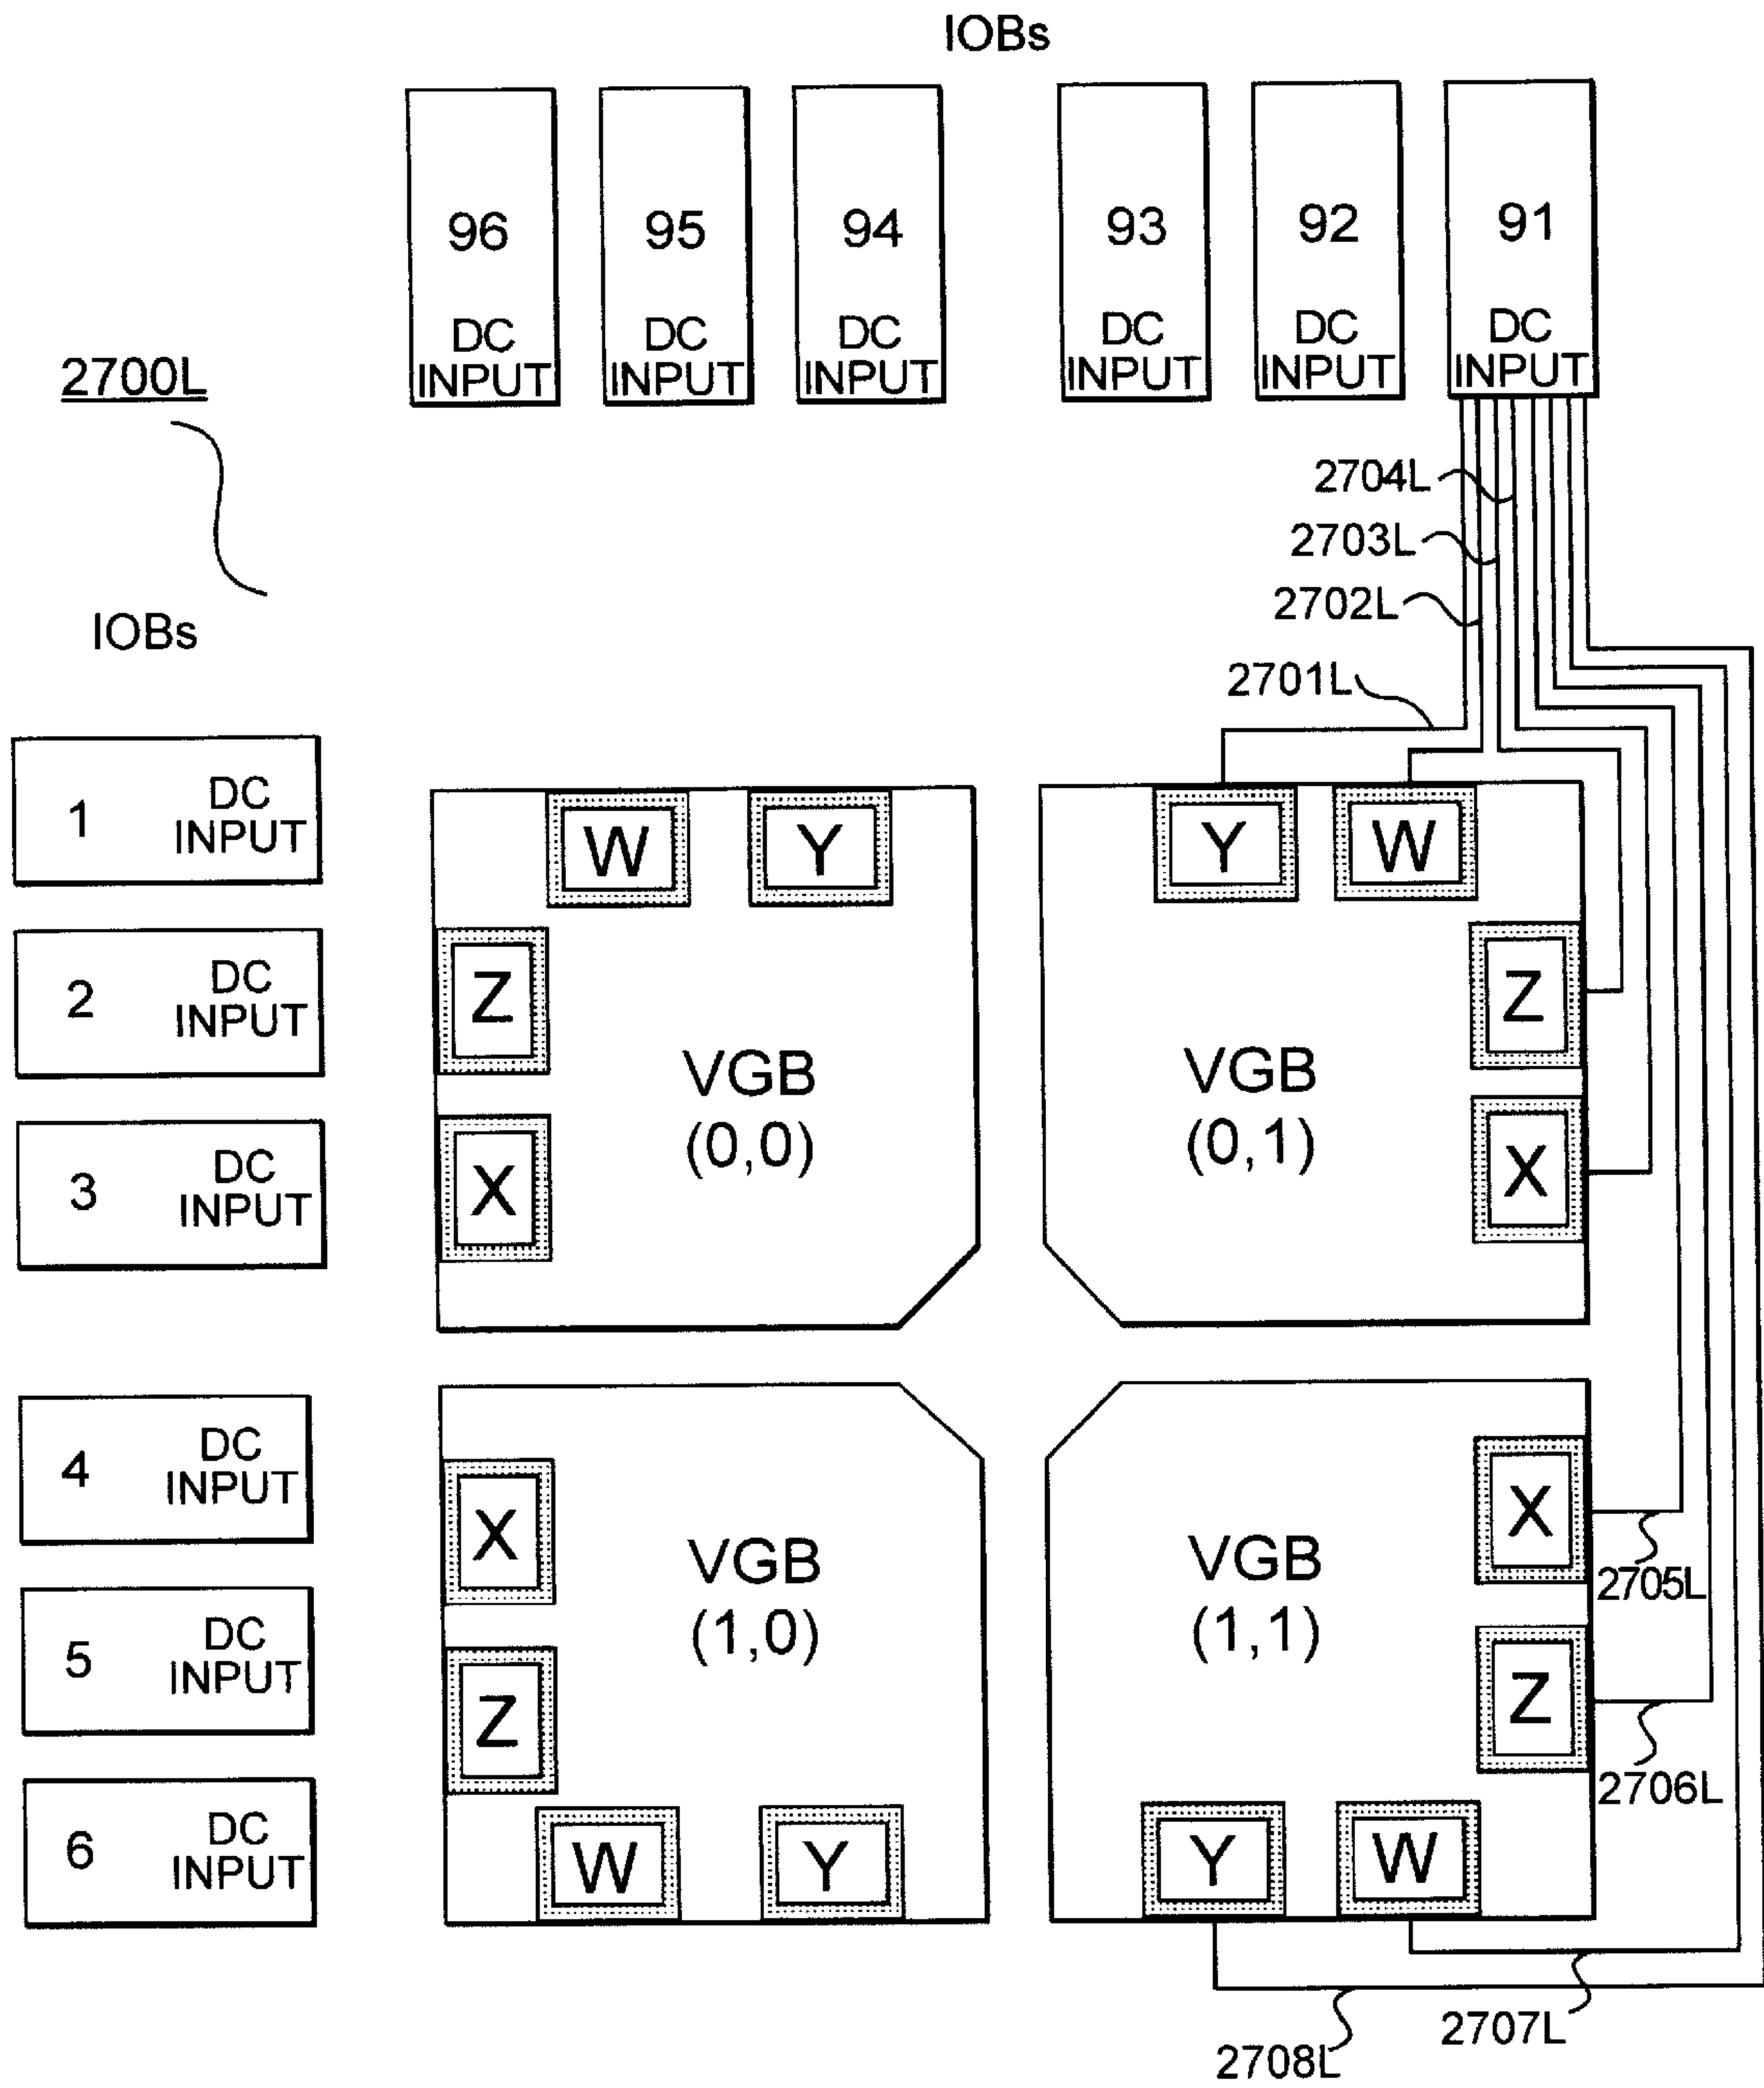 IOBs
96
DC
INPUT
95
DC
INPUT
94
DC
INPUT
93
DC
INPUT
92
DC
INPUT
91
DC
INPUT
2700L
2704L
2703L
2702L
2701L
IOBs
1
DC
INPUT
2
DC
INPUT
3
DC
INPUT
4
DC
INPUT
5
DC
INPUT
6
DC
INPUT
W
Y
Z
X
VGB
(0,0)
Y
W
Z
X
VGB
(0,1)
X
Z
W
Y
VGB
(1,0)
X
Z
Y
W
VGB
(1,1)
2705L
2706L
2707L
2708L